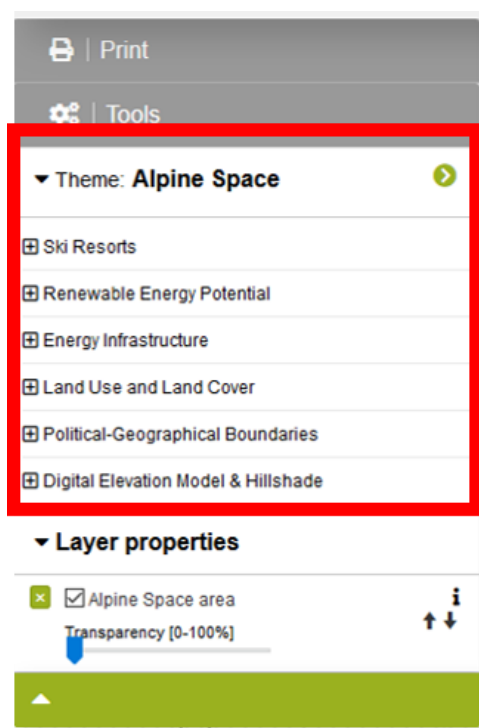 Print
Tools
Theme: Alpine Space
Ski Resorts
Renewable Energy Potential
Energy Infrastructure
Land Use and Land Cover
Political-Geographical Boundaries
Digital Elevation Model & Hillshade
Layer properties
Alpine Space area
Transparency [0-100%]